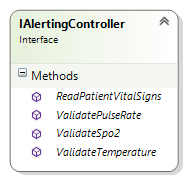 IAlertingController
Interface
Methods
ReadPatientVitalSigns
ValidatePulseRate
ValidateSpo2
ValidateTemperature